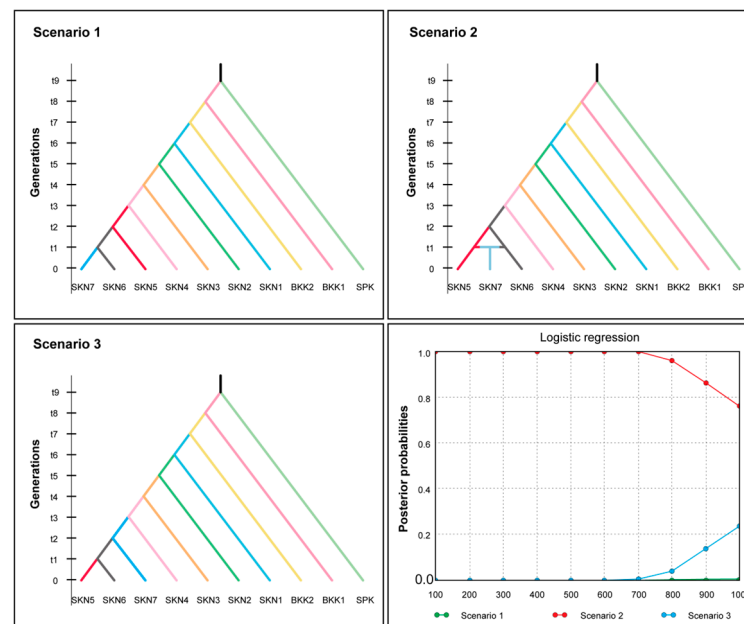 Scenario 1
Generations
t9
t8
t7
t6
t5
t4
t3
t2
t1
0
SKN7 SKN6 SKN5 SKN4 SKN3 SKN2 SKN1 BKK2 BKK1 SPK
Scenario 2
Generations
t9
t8
t7
t6
t5
t4
t3
t2
t1
0
SKN5 SKN7 SKN6 SKN4 SKN3 SKN2 SKN1 BKK2 BKK1 SP
Scenario 3
Generations
t9
t8
t7
t6
t5
t4
t3
t2
t1
0
SKN5 SKN6 SKN7 SKN4 SKN3 SKN2 SKN1 BKK2 BKK1 SPK
Logistic regression
Posterior probabilities
1.0
0.8
0.6
0.4
0.2
0.0
100 200 300 400 500 600 700 800 900 100
Scenario 1 Scenario 2 Scenario 3